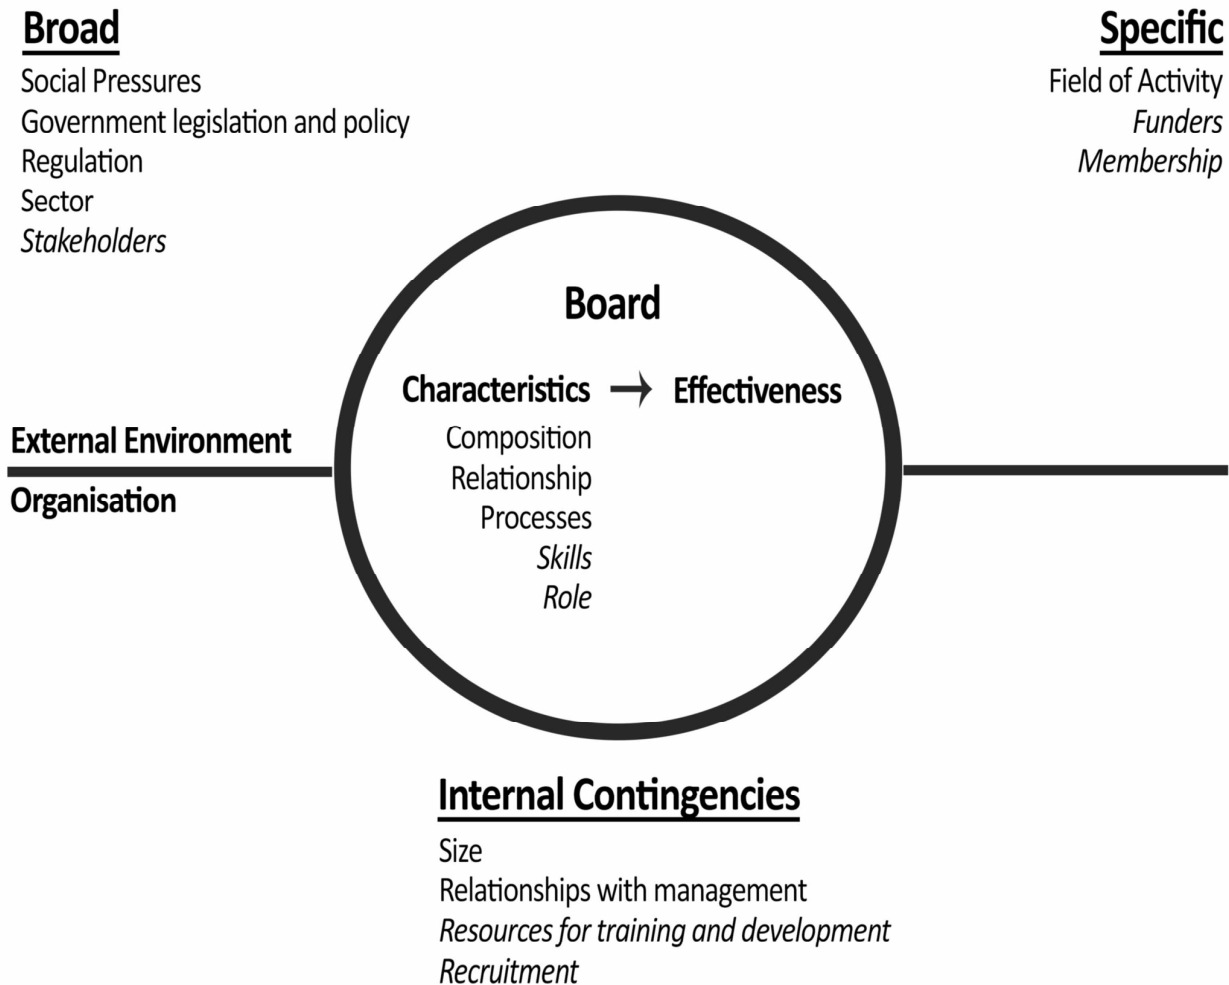 Broad
Social Pressures
Government legislation and policy
Regulation
Sector
Stakeholders
Specific
Field of Activity
Funders
Membership
Board
Characteristics → Effectiveness
Composition
Relationship
Processes
Skills
Role
External Environment
Organisation
Internal Contingencies
Size
Relationships with management
Resources for training and development
Recruitment